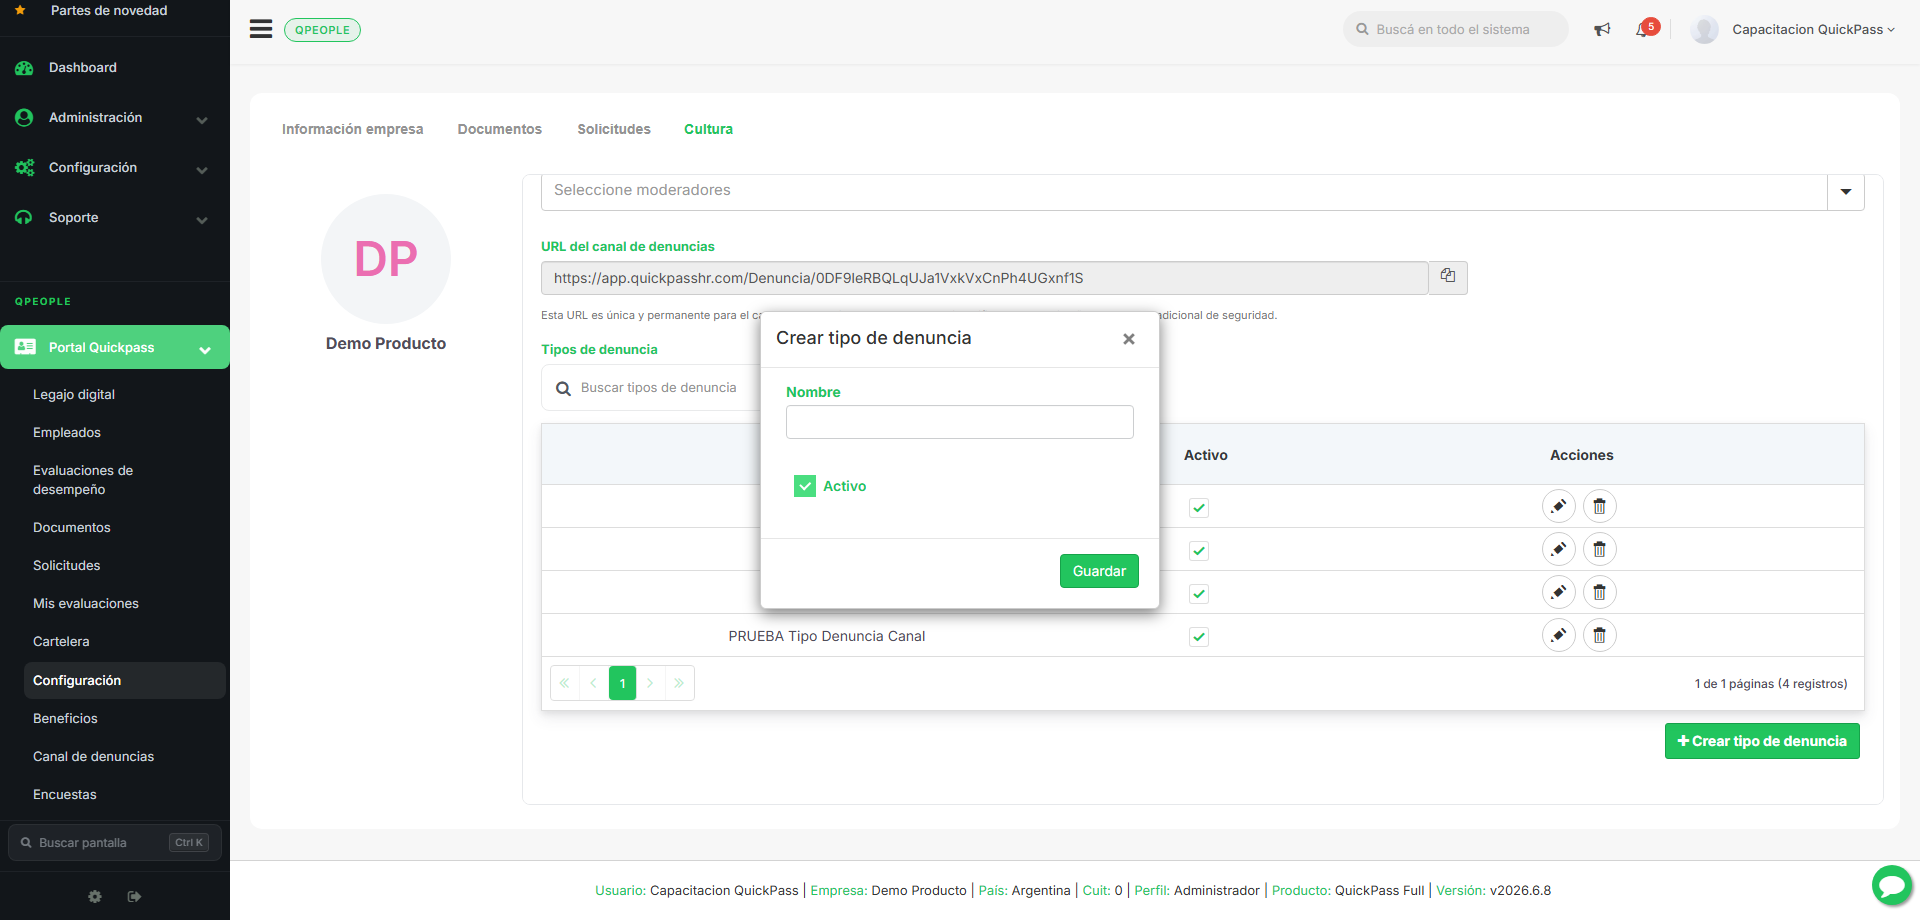 Partes de novedad
Dashboard
Administración
Configuración
Soporte
QPEOPLE
Portal Quickpass
Legajo digital
Empleados
Evaluaciones de
desempeño
Documentos
Solicitudes
Mis evaluaciones
Cartelera
Configuración
Beneficios
Canal de denuncias
Encuestas
Buscar pantalla
Ctrl K
QPEOPLE
Buscá en todo el sistema
5
Capacitacion QuickPass
Información empresa
Documentos
Solicitudes
Cultura
DP
Demo Producto
Seleccione moderadores
URL del canal de denuncias
https://app.quickpasshr.com/Denuncia/0DF9IeRBQLqUJa1VxkVxCnPh4UGxnf1S
Esta URL es única y permanente para el ca
dicional de seguridad.
Tipos de denuncia
Buscar tipos de denuncia
Crear tipo de denuncia
×
Nombre
Activo
Guardar
Activo
Acciones
PRUEBA Tipo Denuncia Canal
« ‹ 1 › »
1 de 1 páginas (4 registros)
+ Crear tipo de denuncia
Usuario: Capacitacion QuickPass | Empresa: Demo Producto | País: Argentina | Cuit: 0 | Perfil: Administrador | Producto: QuickPass Full | Versión: v2026.6.8